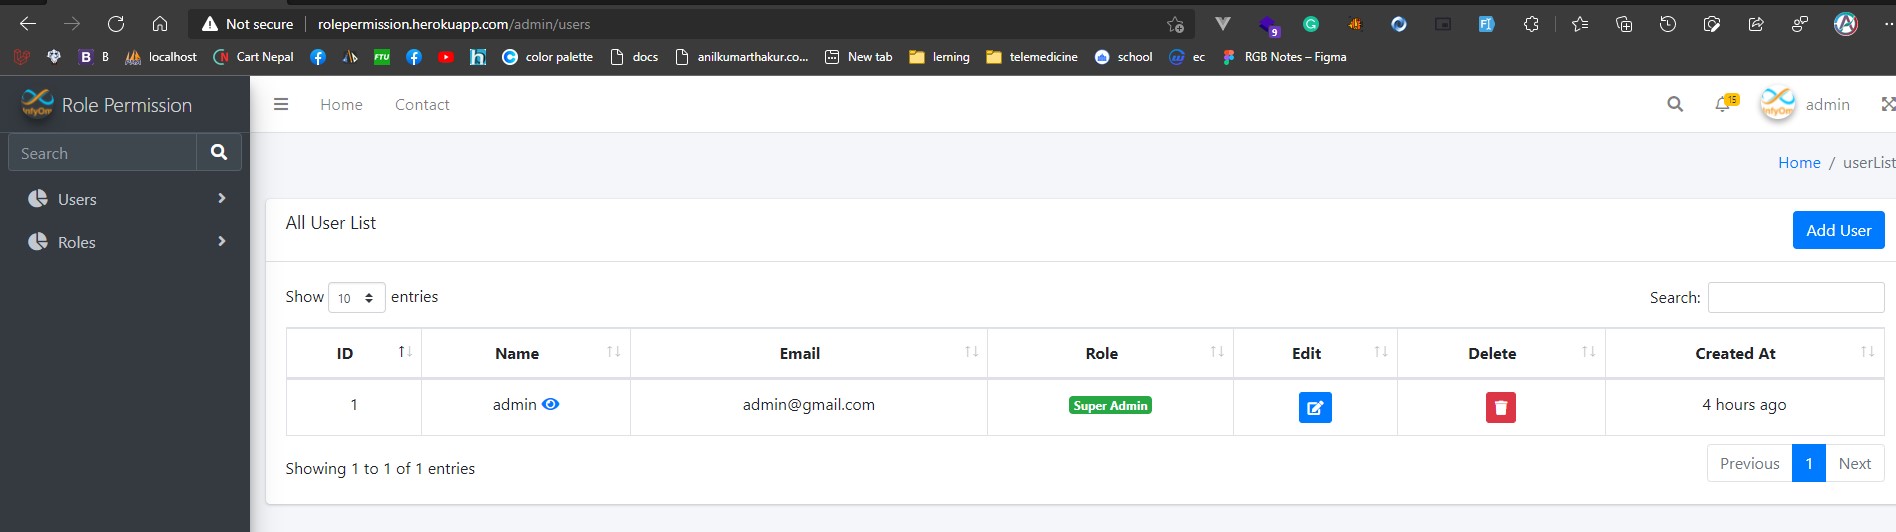 Not secure rolepermission.herokuapp.com/admin/users
9
B localhost Cart Nepal FTU color palette docs anilkumarthakur.co... New tab lerning telemedicine school ec RGB Notes – Figma
Role Permission Home Contact 15 admin
Search
Home / userList
Users
All User List Add User
Roles
Show 10 entries Search:
ID Name Email Role Edit Delete Created At
1 admin admin@gmail.com Super Admin 4 hours ago
Showing 1 to 1 of 1 entries Previous 1 Next